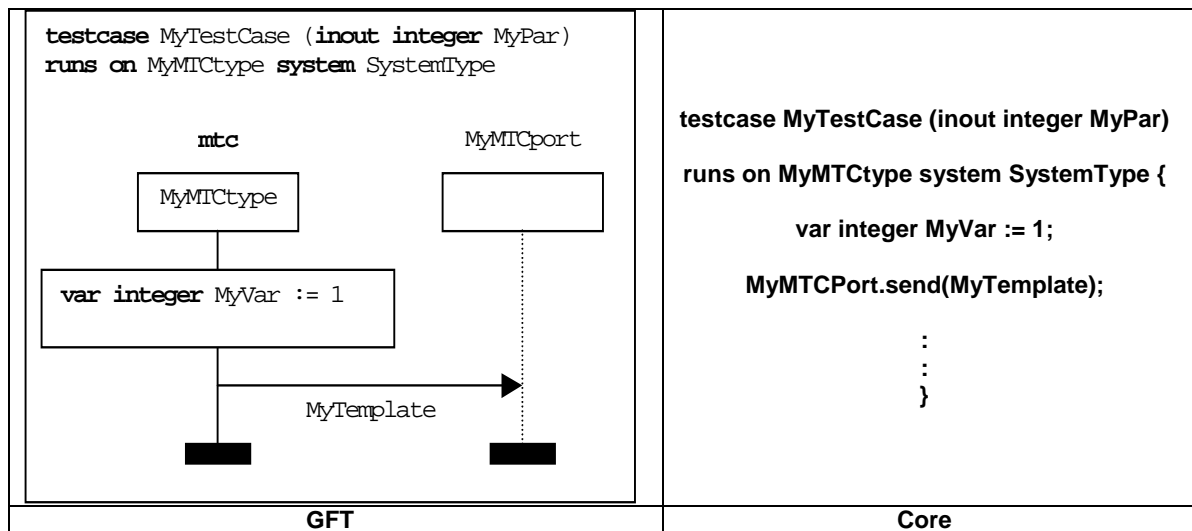 testcase MyTestCase (inout integer MyPar)
runs on MyMTCtype system SystemType
mtc
MyMTCport
MyMTCtype
var integer MyVar := 1
MyTemplate
testcase MyTestCase (inout integer MyPar)
runs on MyMTCtype system SystemType {
var integer MyVar := 1;
MyMTCPort.send(MyTemplate);
:
:
}
GFT
Core